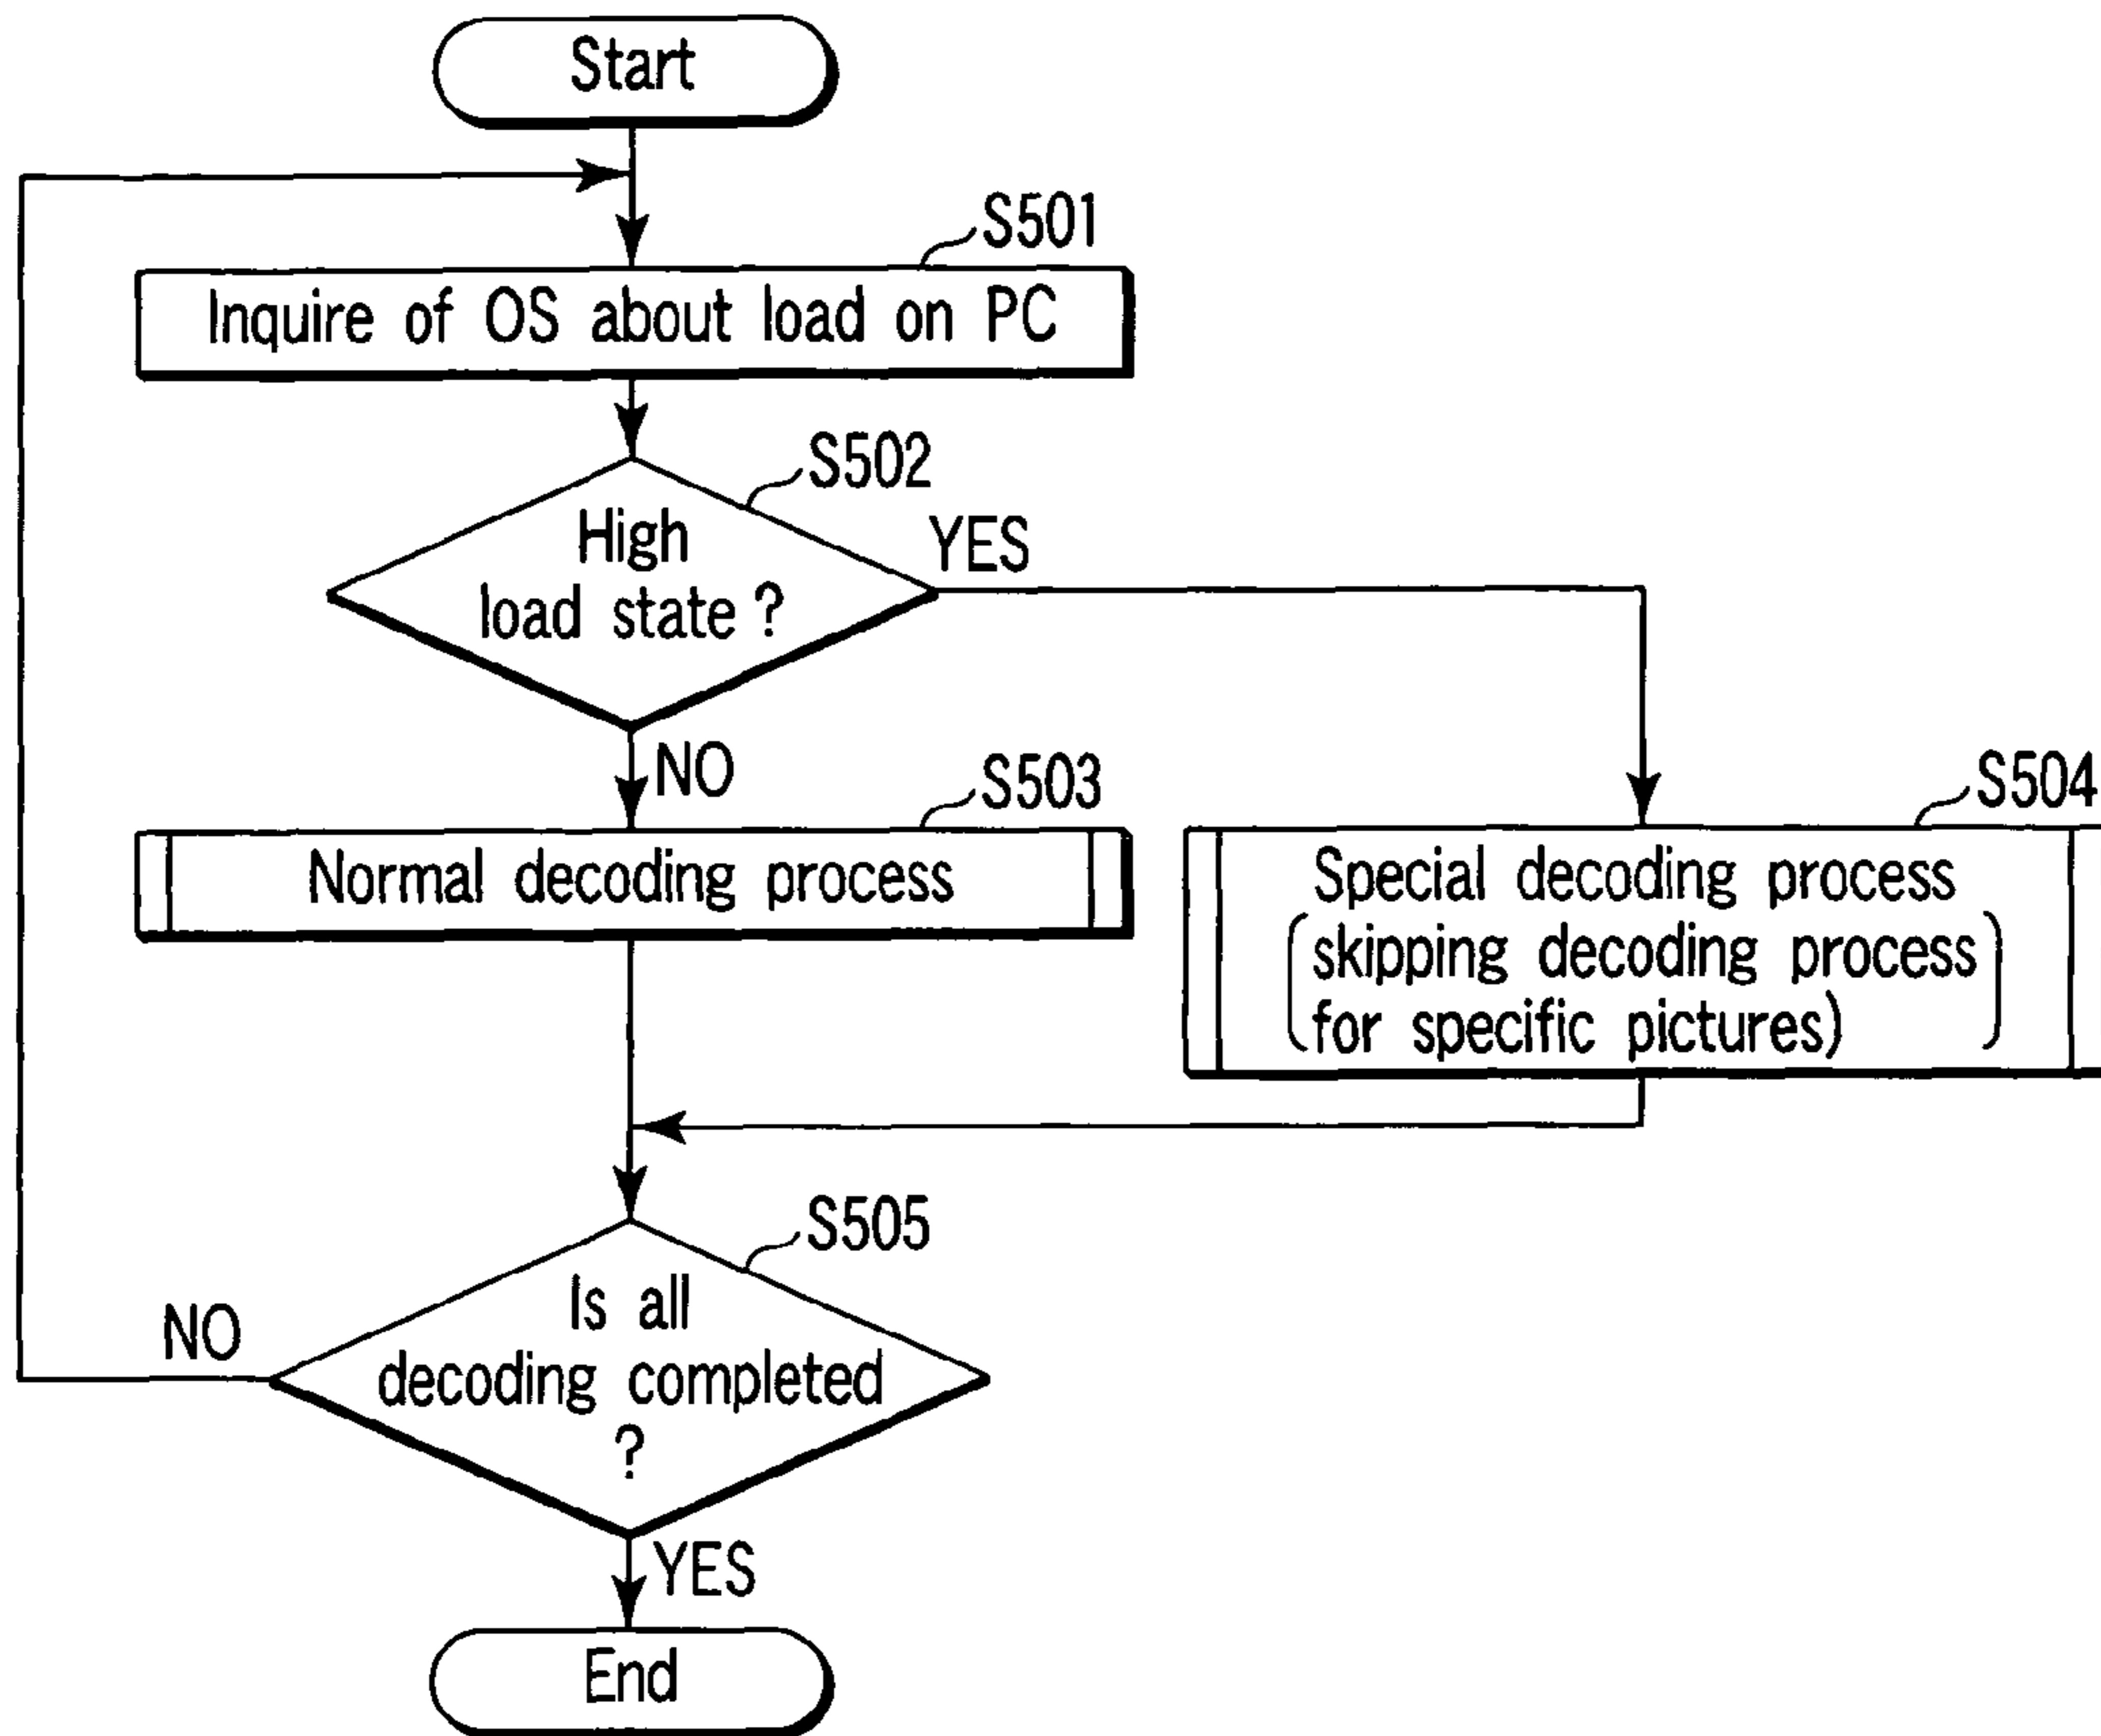 Start
S501
Inquire of OS about load on PC
S502
High
load state ?
YES
NO
S503
Normal decoding process
S504
Special decoding process
(skipping decoding process
for specific pictures)
S505
Is all
decoding completed
?
NO
YES
End